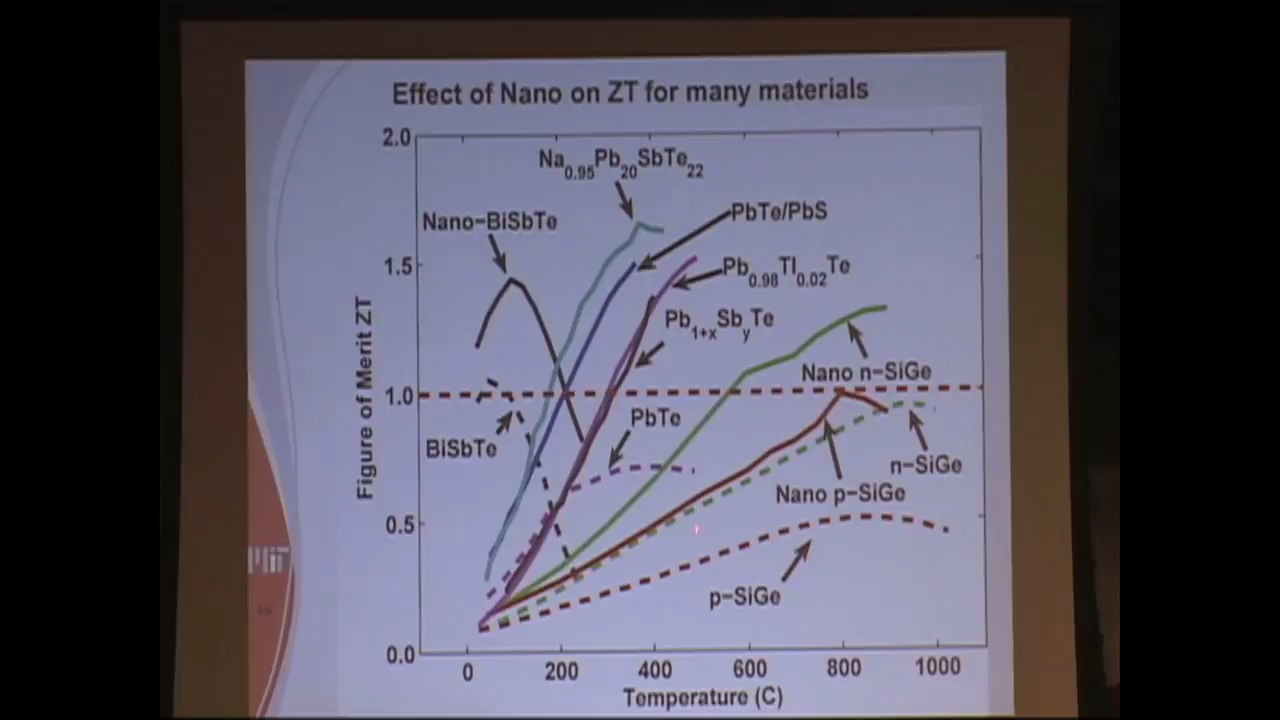 Effect of Nano on ZT for many materials
2.0
Na0.95Pb20SbTe22
Nano-BiSbTe
PbTe/PbS
1.5
Pb0.98Tl0.02Te
Pb1+xSbyTe
Nano n-SiGe
1.0
PbTe
BiSbTe
n-SiGe
Nano p-SiGe
0.5
p-SiGe
0.0
Figure of Merit ZT
0 200 400 600 800 1000
Temperature (C)
MIT